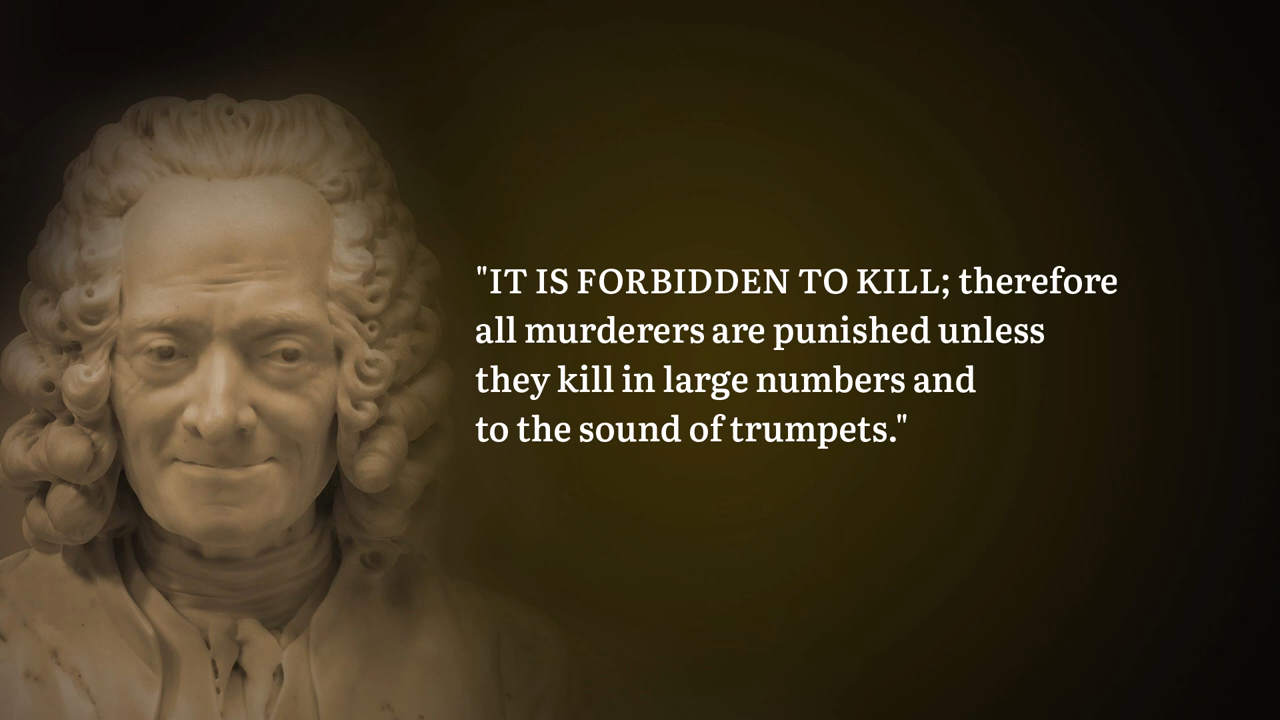 "IT IS FORBIDDEN TO KILL; therefore
all murderers are punished unless
they kill in large numbers and
to the sound of trumpets."